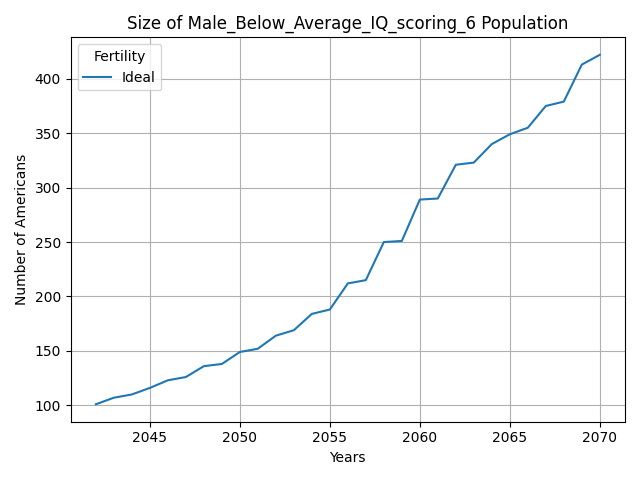 Size of Male_Below_Average_IQ_scoring_6 Population
Fertility
Ideal
Number of Americans
400
350
300
250
200
150
100
2045 2050 2055 2060 2065 2070
Years